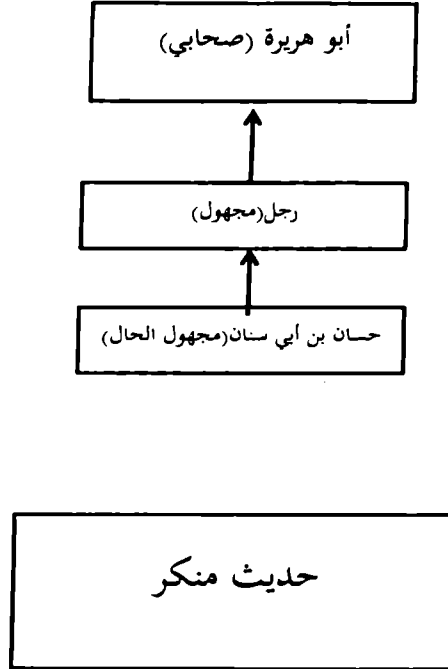 أبو هريرة (صحابي)
رجل(مجهول)
حسان بن أبي سنان(مجهول الحال)
حديث منكر